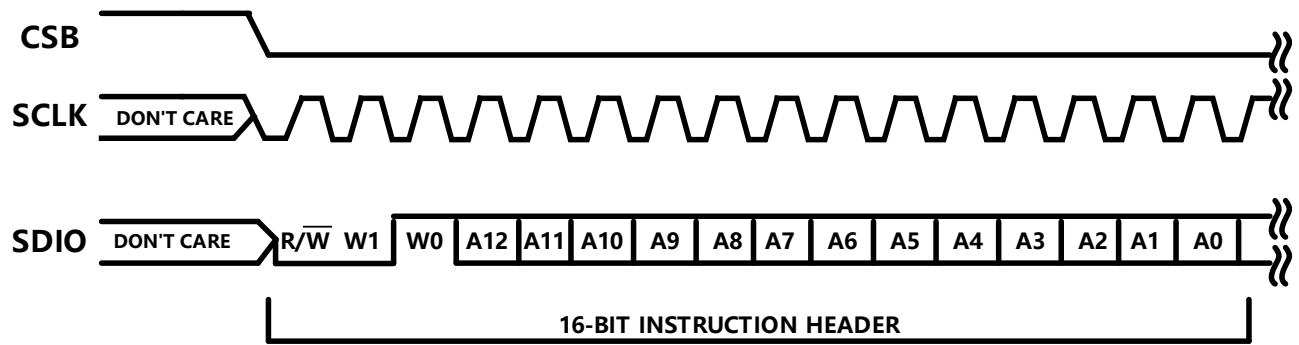 CSB
SCLK DON'T CARE
SDIO DON'T CARE R/W̅ W1 W0 A12 A11 A10 A9 A8 A7 A6 A5 A4 A3 A2 A1 A0
16-BIT INSTRUCTION HEADER